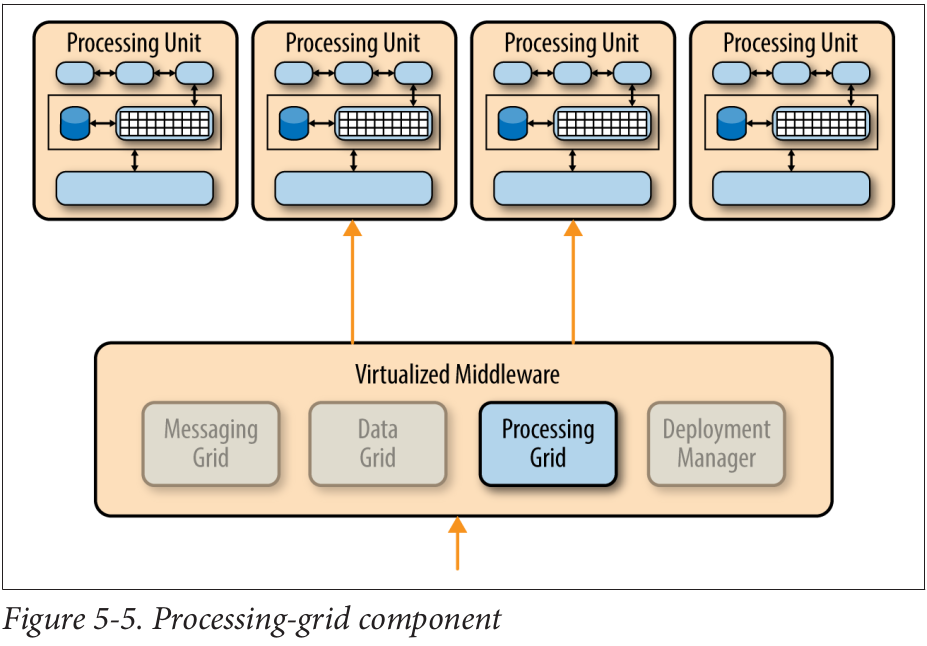 Processing Unit
Processing Unit
Processing Unit
Processing Unit
Virtualized Middleware
Messaging
Grid
Data
Grid
Processing
Grid
Deployment
Manager
Figure 5-5. Processing-grid component